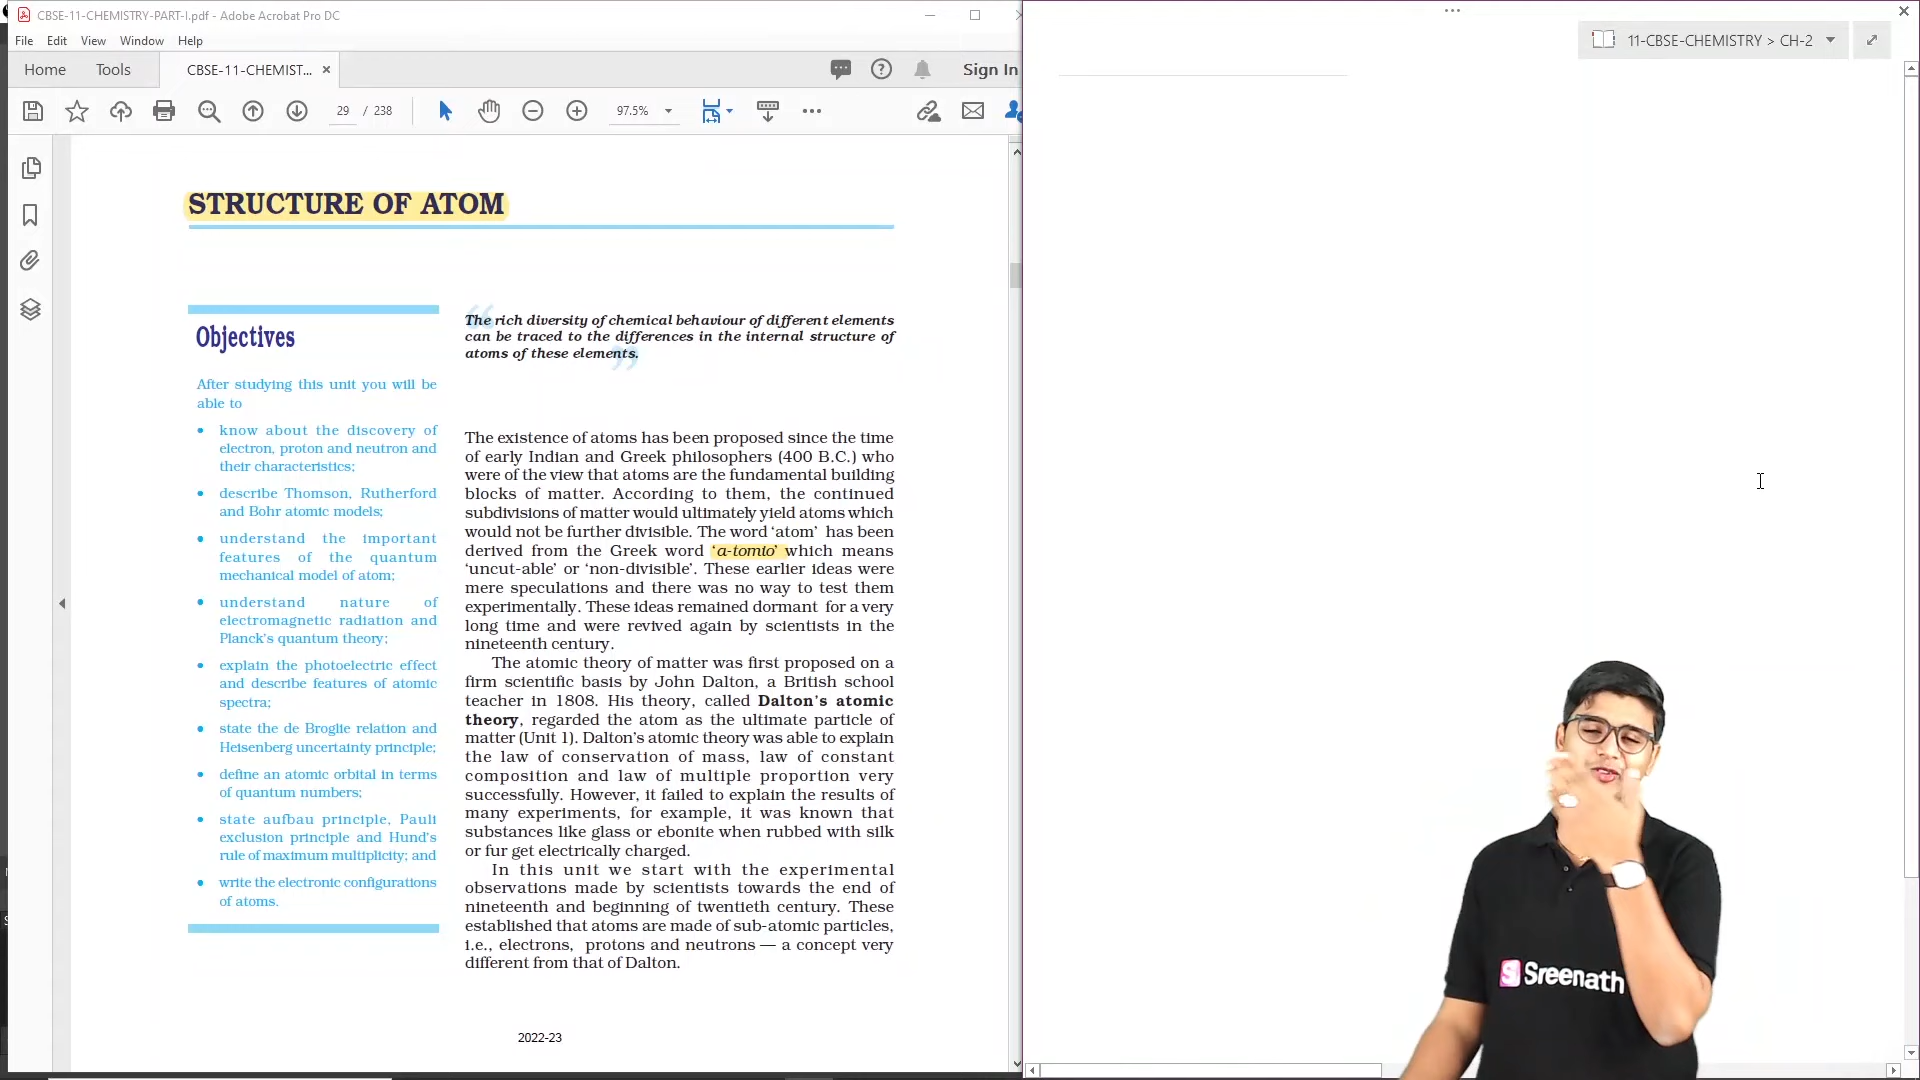 CBSE-11-CHEMISTRY-PART-I.pdf - Adobe Acrobat Pro DC
File Edit View Window Help
Home Tools CBSE-11-CHEMIST... Sign In
29 / 238 97.5%
11-CBSE-CHEMISTRY > CH-2
STRUCTURE OF ATOM
Objectives
After studying this unit you will be
able to
• know about the discovery of
electron, proton and neutron and
their characteristics;
• describe Thomson, Rutherford
and Bohr atomic models;
• understand the important
features of the quantum
mechanical model of atom;
• understand nature of
electromagnetic radiation and
Planck's quantum theory;
• explain the photoelectric effect
and describe features of atomic
spectra;
• state the de Broglie relation and
Heisenberg uncertainty principle;
• define an atomic orbital in terms
of quantum numbers;
• state aufbau principle, Pauli
exclusion principle and Hund's
rule of maximum multiplicity; and
• write the electronic configurations
of atoms.
“The rich diversity of chemical behaviour of different elements
can be traced to the differences in the internal structure of
atoms of these elements.”
The existence of atoms has been proposed since the time
of early Indian and Greek philosophers (400 B.C.) who
were of the view that atoms are the fundamental building
blocks of matter. According to them, the continued
subdivisions of matter would ultimately yield atoms which
would not be further divisible. The word ‘atom’ has been
derived from the Greek word ‘a-tomio’ which means
‘uncut-able’ or ‘non-divisible’. These earlier ideas were
mere speculations and there was no way to test them
experimentally. These ideas remained dormant for a very
long time and were revived again by scientists in the
nineteenth century.
The atomic theory of matter was first proposed on a
firm scientific basis by John Dalton, a British school
teacher in 1808. His theory, called Dalton's atomic
theory, regarded the atom as the ultimate particle of
matter (Unit 1). Dalton's atomic theory was able to explain
the law of conservation of mass, law of constant
composition and law of multiple proportion very
successfully. However, it failed to explain the results of
many experiments, for example, it was known that
substances like glass or ebonite when rubbed with silk
or fur get electrically charged.
In this unit we start with the experimental
observations made by scientists towards the end of
nineteenth and beginning of twentieth century. These
established that atoms are made of sub-atomic particles,
i.e., electrons, protons and neutrons — a concept very
different from that of Dalton.
2022-23
Sreenath